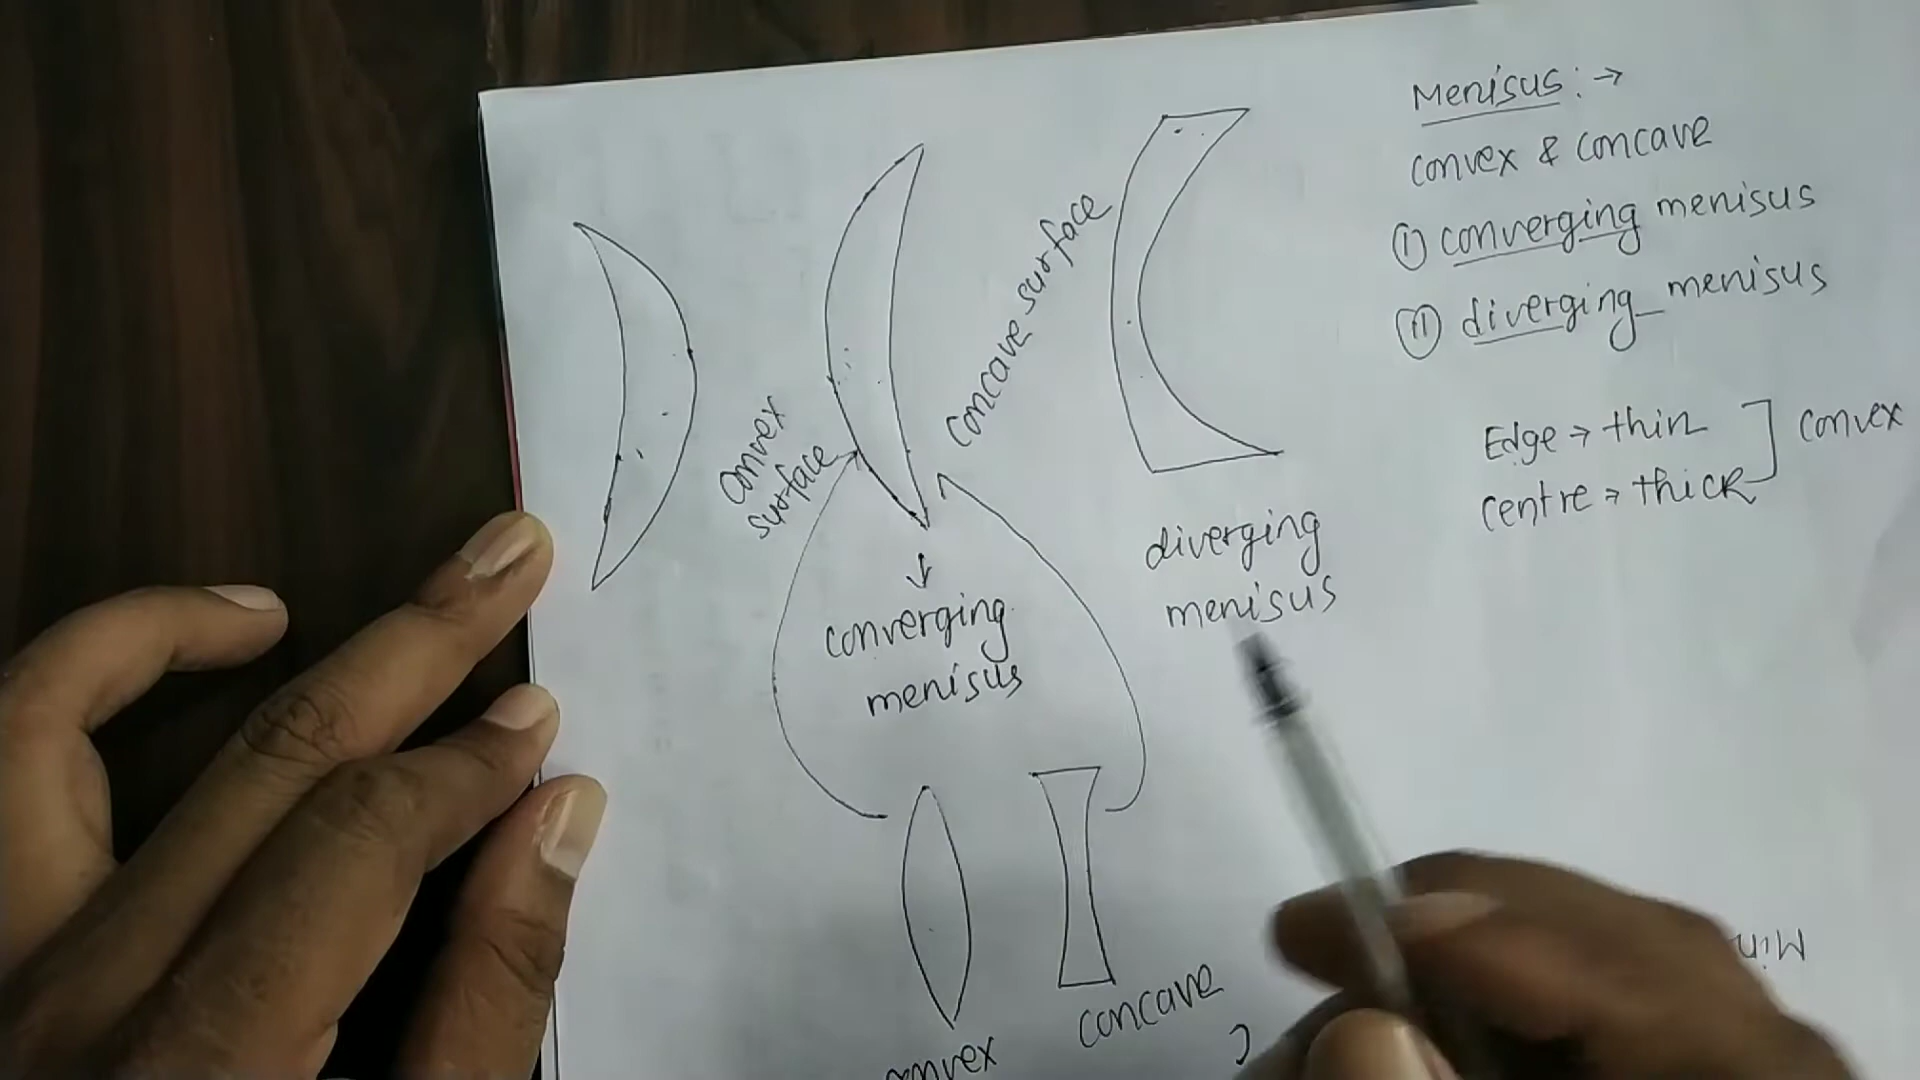 Menisus:→
convex & concave
(i) converging menisus
(ii) diverging menisus
Edge → thin
centre → thick
convex
convex
surface
concave surface
converging
menisus
diverging
menisus
concave